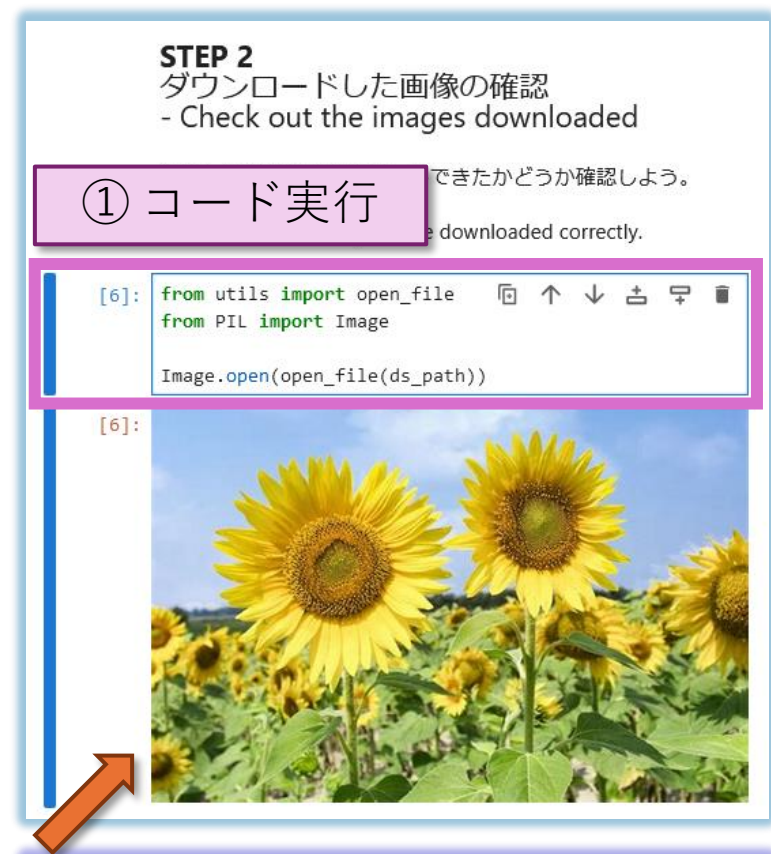 STEP 2
ダウンロードした画像の確認
- Check out the images downloaded
できたかどうか確認しよう。
① コード実行
downloaded correctly.
[6]:
from utils import open_file
from PIL import Image
Image.open(open_file(ds_path))
[6]: